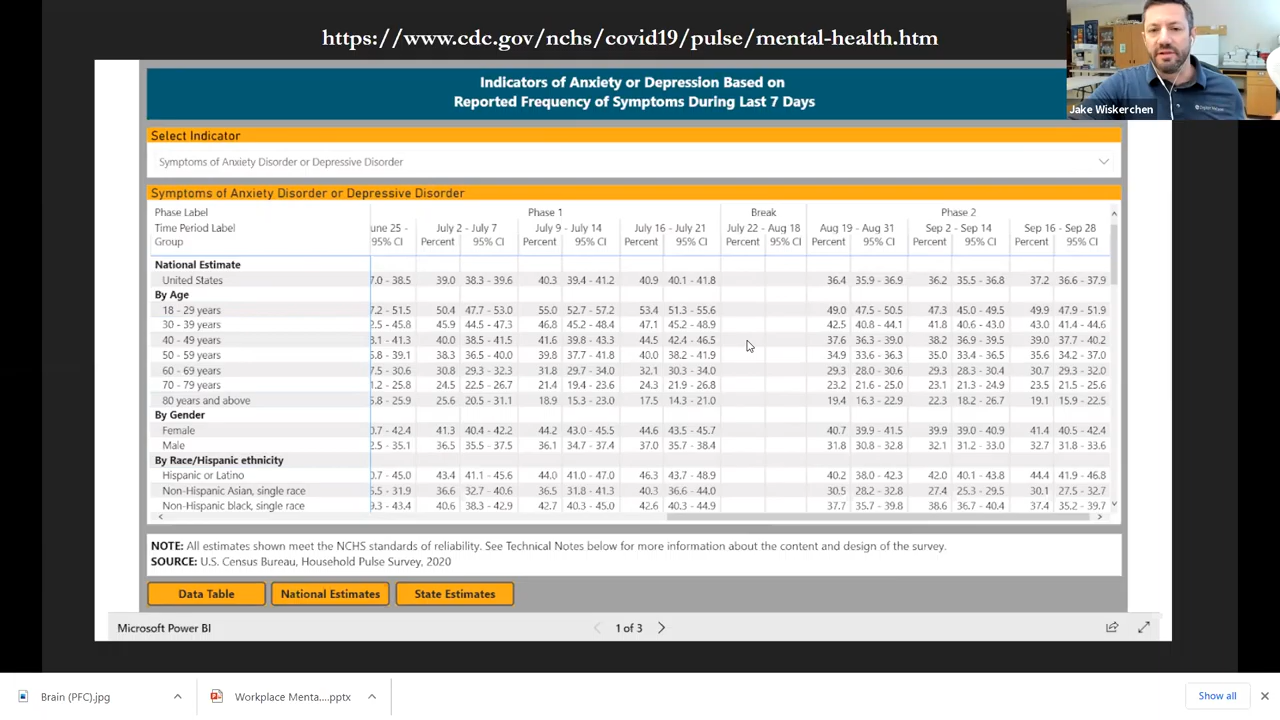 https://www.cdc.gov/nchs/covid19/pulse/mental-health.htm
Jake Wiskerchen
Indicators of Anxiety or Depression Based on
Reported Frequency of Symptoms During Last 7 Days
Select Indicator
Symptoms of Anxiety Disorder or Depressive Disorder
Symptoms of Anxiety Disorder or Depressive Disorder
Phase Label Phase 1 Break Phase 2
Time Period Label une 25 - July 2 - July 7 July 9 - July 14 July 16 - July 21 July 22 - Aug 18 Aug 19 - Aug 31 Sep 2 - Sep 14 Sep 16 - Sep 28
Group 95% CI Percent 95% CI Percent 95% CI Percent 95% CI Percent 95% CI Percent 95% CI Percent 95% CI Percent 95% CI
National Estimate
United States 7.0 - 38.5 39.0 38.3 - 39.6 40.3 39.4 - 41.2 40.9 40.1 - 41.8 36.4 35.9 - 36.9 36.2 35.5 - 36.8 37.2 36.6 - 37.9
By Age
18 - 29 years 7.2 - 51.5 50.4 47.7 - 53.0 55.0 52.7 - 57.2 53.4 51.3 - 55.6 49.0 47.5 - 50.5 47.3 45.0 - 49.5 49.9 47.9 - 51.9
30 - 39 years 2.5 - 45.8 45.9 44.5 - 47.3 46.8 45.2 - 48.4 47.1 45.2 - 48.9 42.5 40.8 - 44.1 41.8 40.6 - 43.0 43.0 41.4 - 44.6
40 - 49 years 8.1 - 41.3 40.0 38.5 - 41.5 41.6 39.8 - 43.3 44.5 42.4 - 46.5 37.6 36.3 - 39.0 38.2 36.9 - 39.5 39.0 37.7 - 40.2
50 - 59 years 5.8 - 39.1 38.3 36.5 - 40.0 39.8 37.7 - 41.8 40.0 38.2 - 41.9 34.9 33.6 - 36.3 35.0 33.4 - 36.5 35.6 34.2 - 37.0
60 - 69 years 7.5 - 30.6 30.8 29.3 - 32.3 31.8 29.7 - 34.0 32.1 30.3 - 34.0 29.3 28.0 - 30.6 29.3 28.3 - 30.4 30.7 29.3 - 32.0
70 - 79 years 1.2 - 25.8 24.5 22.5 - 26.7 21.4 19.4 - 23.6 24.3 21.9 - 26.8 23.2 21.6 - 25.0 23.1 21.3 - 24.9 23.5 21.5 - 25.6
80 years and above 5.8 - 25.9 25.6 20.5 - 31.1 18.9 15.3 - 23.0 17.5 14.3 - 21.0 19.4 16.3 - 22.9 22.3 18.2 - 26.7 19.1 15.9 - 22.5
By Gender
Female 0.7 - 42.4 41.3 40.4 - 42.2 44.2 43.0 - 45.5 44.6 43.5 - 45.7 40.7 39.9 - 41.5 39.9 39.0 - 40.9 41.4 40.5 - 42.4
Male 2.5 - 35.1 36.5 35.5 - 37.5 36.1 34.7 - 37.4 37.0 35.7 - 38.4 31.8 30.8 - 32.8 32.1 31.2 - 33.0 32.7 31.8 - 33.6
By Race/Hispanic ethnicity
Hispanic or Latino 0.7 - 45.0 43.4 41.1 - 45.6 44.0 41.0 - 47.0 46.3 43.7 - 48.9 40.2 38.0 - 42.3 42.0 40.1 - 43.8 44.4 41.9 - 46.8
Non-Hispanic Asian, single race 5.5 - 31.9 36.6 32.7 - 40.6 36.5 31.8 - 41.3 40.3 36.6 - 44.0 30.5 28.2 - 32.8 27.4 25.3 - 29.5 30.1 27.5 - 32.7
Non-Hispanic black, single race 9.3 - 43.4 40.6 38.3 - 42.9 42.7 40.3 - 45.0 42.6 40.3 - 44.9 37.7 35.7 - 39.8 38.6 36.7 - 40.4 37.4 35.2 - 39.7
NOTE: All estimates shown meet the NCHS standards of reliability. See Technical Notes below for more information about the content and design of the survey.
SOURCE: U.S. Census Bureau, Household Pulse Survey, 2020
Data Table National Estimates State Estimates
Microsoft Power BI 1 of 3
Brain (PFC).jpg Workplace Menta....pptx Show all